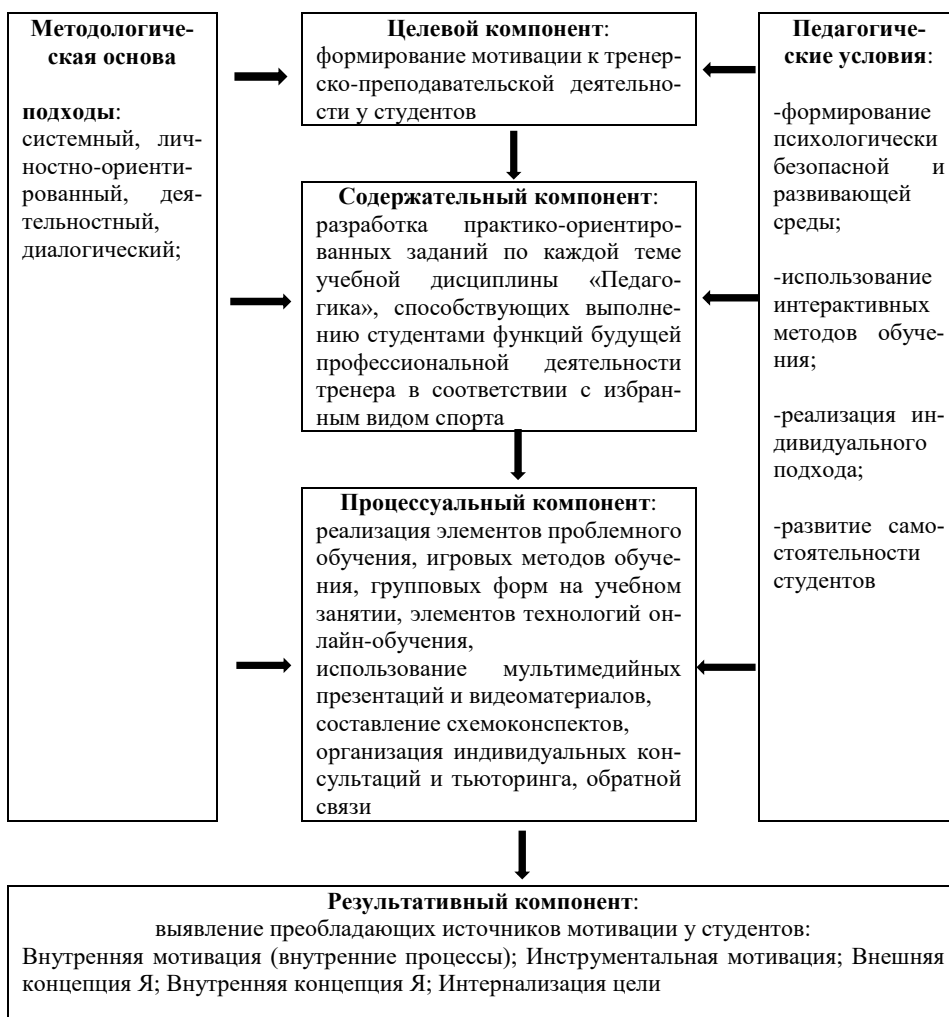 Методологиче-
ская основа
подходы:
системный, лич-
ностно-ориенти-
рованный, дея-
тельностный,
диалогический;
Целевой компонент:
формирование мотивации к тренер-
ско-преподавательской деятельно-
сти у студентов
Содержательный компонент:
разработка практико-ориентиро-
ванных заданий по каждой теме
учебной дисциплины «Педаго-
гика», способствующих выполне-
нию студентами функций будущей
профессиональной деятельности
тренера в соответствии с избран-
ным видом спорта
Процессуальный компонент:
реализация элементов проблемного
обучения, игровых методов обуче-
ния, групповых форм на учебном
занятии, элементов технологий он-
лайн-обучения,
использование мультимедийных
презентаций и видеоматериалов,
составление схемоконспектов,
организация индивидуальных кон-
сультаций и тьюторинга, обратной
связи
Педагогиче-
ские условия:
-формирование
психологически
безопасной и
развивающей
среды;
-использование
интерактивных
методов обуче-
ния;
-реализация ин-
дивидуального
подхода;
-развитие само-
стоятельности
студентов
Результативный компонент:
выявление преобладающих источников мотивации у студентов:
Внутренняя мотивация (внутренние процессы); Инструментальная мотивация; Внешняя
концепция Я; Внутренняя концепция Я; Интернализация цели